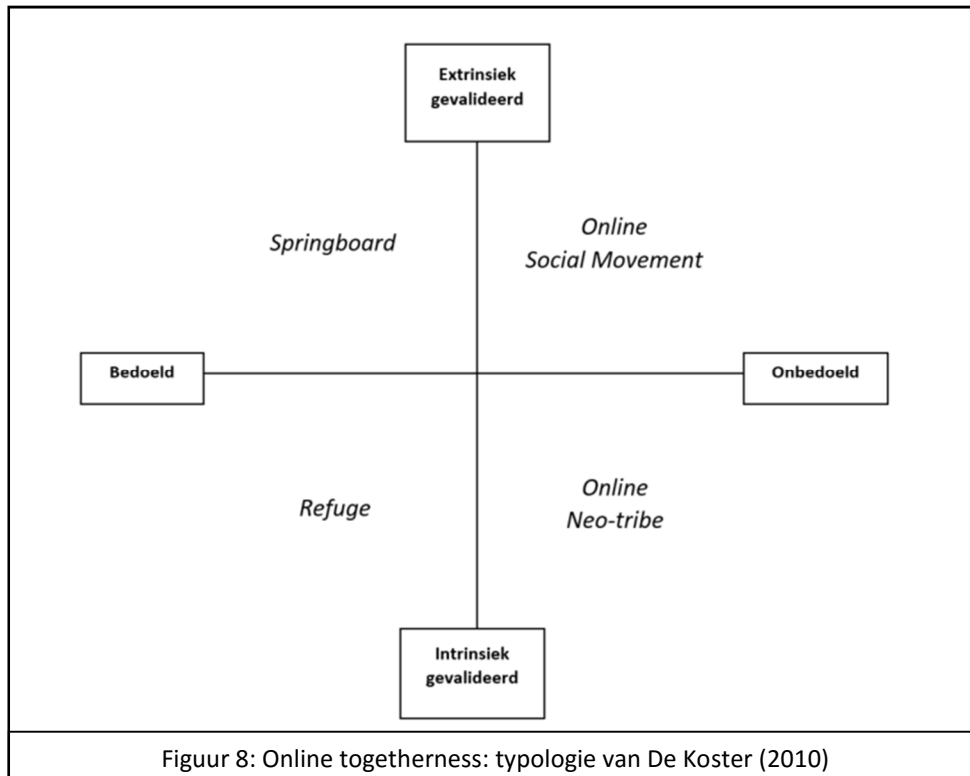 Extrinsiek
gevalideerd
Springboard
Online
Social Movement
Bedoeld
Onbedoeld
Refuge
Online
Neo-tribe
Intrinsiek
gevalideerd
Figuur 8: Online togetherness: typologie van De Koster (2010)